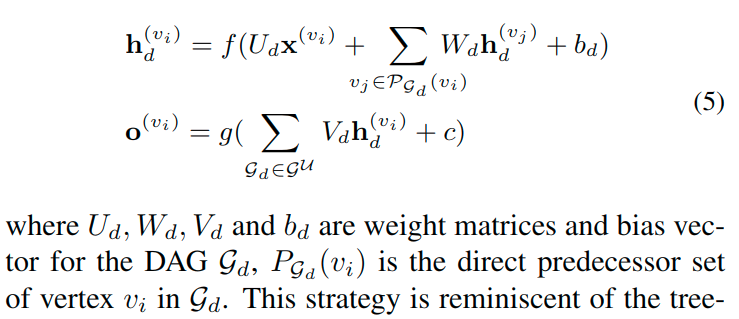 h_d^{(v_i)} = f(U_d x^{(v_i)} + ∑_{v_j ∈ 𝒫_{𝒢_d}(v_i)} W_d h_d^{(v_j)} + b_d)
(5)
o^{(v_i)} = g( ∑_{𝒢_d ∈ 𝒢^𝒰} V_d h_d^{(v_i)} + c)
where U_d, W_d, V_d and b_d are weight matrices and bias vec-
tor for the DAG 𝒢_d, P_{𝒢_d}(v_i) is the direct predecessor set
of vertex v_i in 𝒢_d. This strategy is reminiscent of the tree-